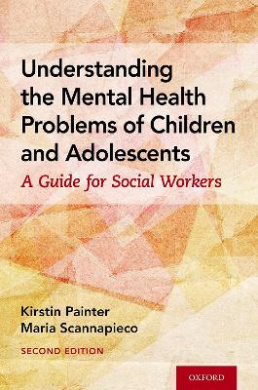 Understanding
the Mental Health
Problems of Children
and Adolescents
A Guide for Social Workers
Kirstin Painter
Maria Scannapieco
SECOND EDITION
OXFORD